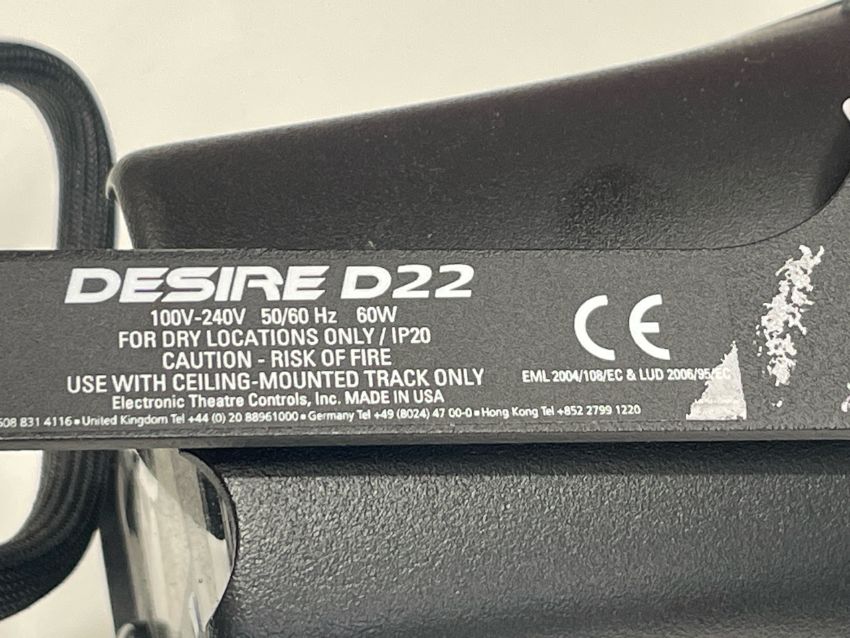 DESIRE D22
100V-240V 50/60 Hz 60W
FOR DRY LOCATIONS ONLY / IP20
CAUTION - RISK OF FIRE
USE WITH CEILING-MOUNTED TRACK ONLY
Electronic Theatre Controls, Inc. MADE IN USA
CE
EML 2004/108/EC & LUD 2006/95/EC
608 831 4116 ▪ United Kingdom Tel +44 (0) 20 88961000 ▪ Germany Tel +49 (8024) 47 00-0 ▪ Hong Kong Tel +852 2799 1220